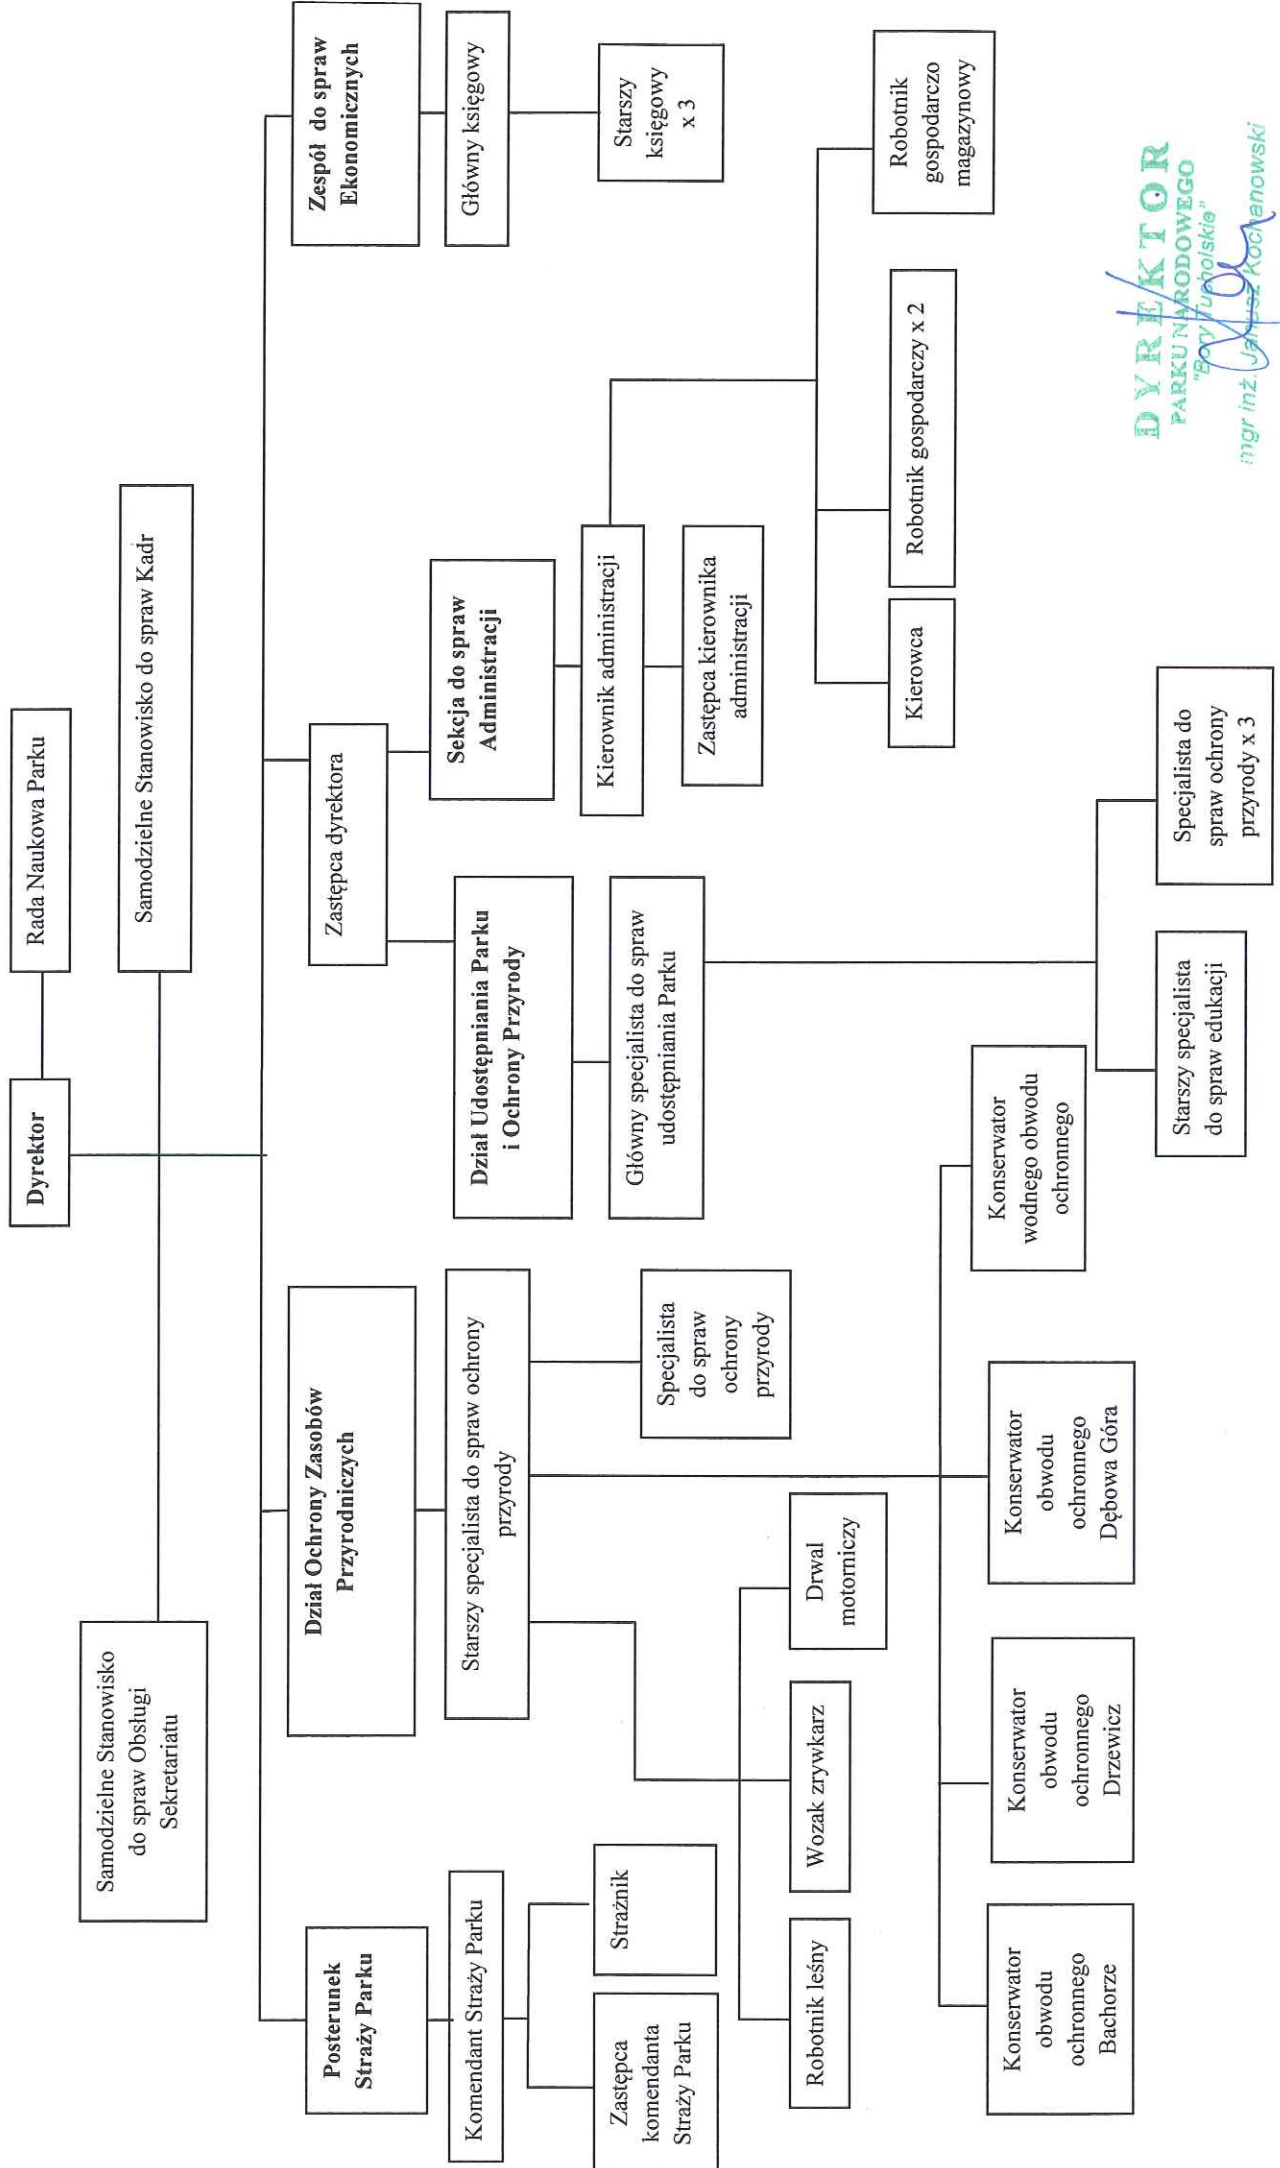 Dyrektor
Rada Naukowa Parku
Samodzielne Stanowisko
do spraw Obsługi
Sekretariatu
Samodzielne Stanowisko do spraw Kadr
Posterunek
Straży Parku
Komendant Straży Parku
Zastępca
komendanta
Straży Parku
Strażnik
Dział Ochrony Zasobów
Przyrodniczych
Starszy specjalista do spraw ochrony
przyrody
Specjalista
do spraw
ochrony
przyrody
Robotnik leśny
Wozak zrywkarz
Drwal
motorniczy
Konserwator
obwodu
ochronnego
Bachorze
Konserwator
obwodu
ochronnego
Drzewicz
Konserwator
obwodu
ochronnego
Dębowa Góra
Konserwator
wodnego obwodu
ochronnego
Zastępca dyrektora
Dział Udostępniania Parku
i Ochrony Przyrody
Główny specjalista do spraw
udostępniania Parku
Starszy specjalista
do spraw edukacji
Specjalista do
spraw ochrony
przyrody x 3
Sekcja do spraw
Administracji
Kierownik administracji
Zastępca kierownika
administracji
Kierowca
Robotnik gospodarczy x 2
Robotnik
gospodarczo
magazynowy
Zespół do spraw
Ekonomicznych
Główny księgowy
Starszy
księgowy
x 3
DYREKTOR
PARKU NARODOWEGO
"Bory Tucholskie"
mgr inż. Janusz Kochanowski